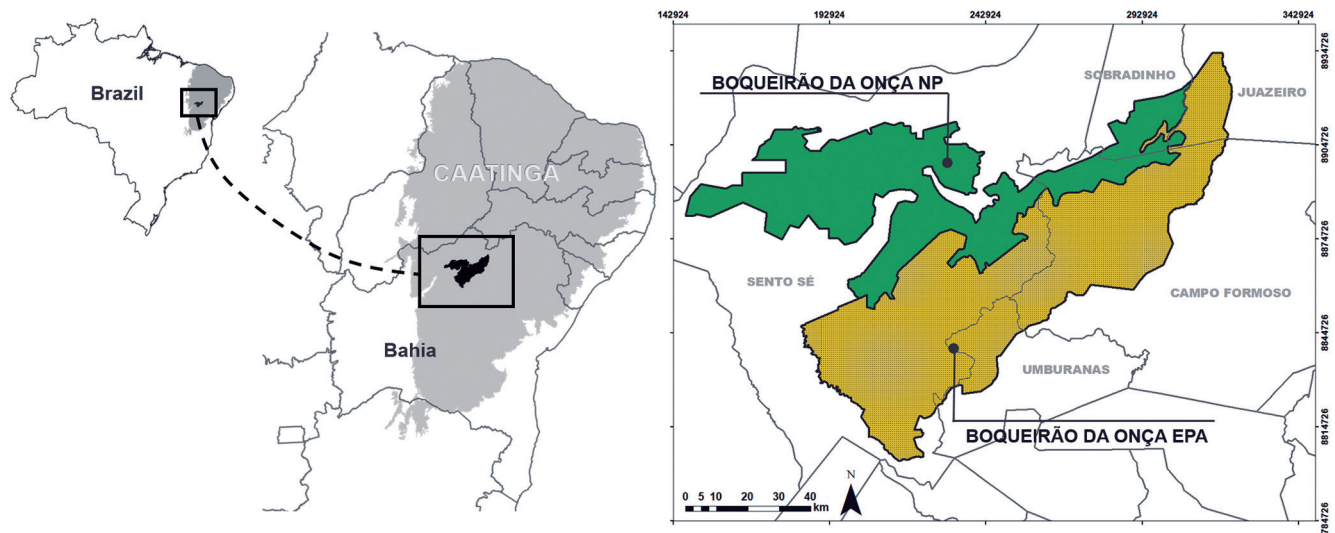 Brazil
CAATINGA
Bahia
142924
192924
242924
292924
342924
8934726
8904726
8874726
8844726
8814726
784726
BOQUEIRÃO DA ONÇA NP
SOBRADINHO
JUAZEIRO
SENTO SÉ
CAMPO FORMOSO
UMBURANAS
BOQUEIRÃO DA ONÇA EPA
N
0 5 10 20 30 40
km